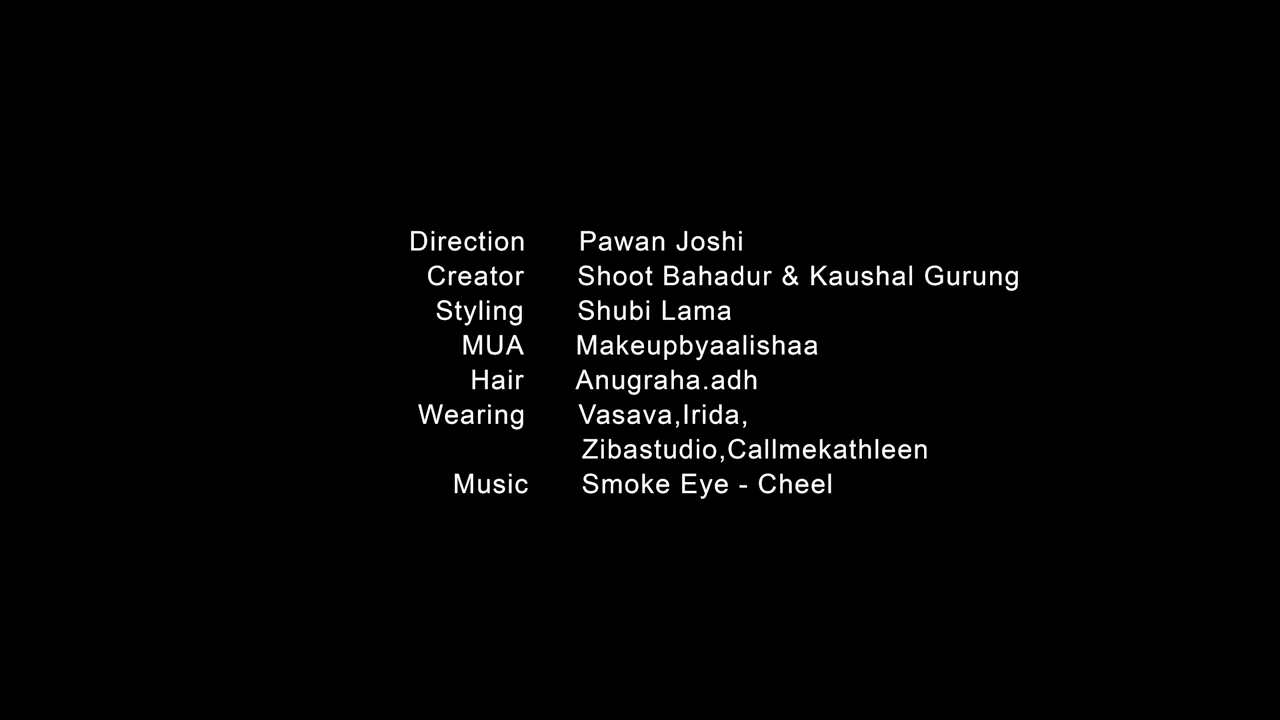 Direction Pawan Joshi
Creator Shoot Bahadur & Kaushal Gurung
Styling Shubi Lama
MUA Makeupbyaalishaa
Hair Anugraha.adh
Wearing Vasava,Irida,
Zibastudio,Callmekathleen
Music Smoke Eye - Cheel